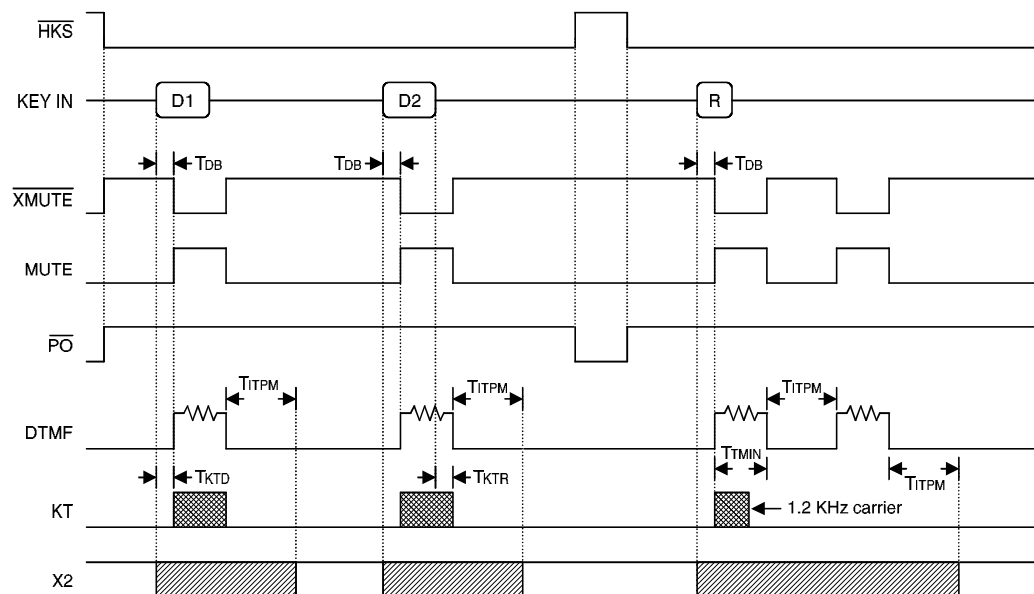 HKS
KEY IN D1 D2 R
TDB TDB TDB
XMUTE
MUTE
PO
TITPM TITPM TITPM
DTMF
TTMIN
TKTD TKTR TITPM
KT 1.2 KHz carrier
X2